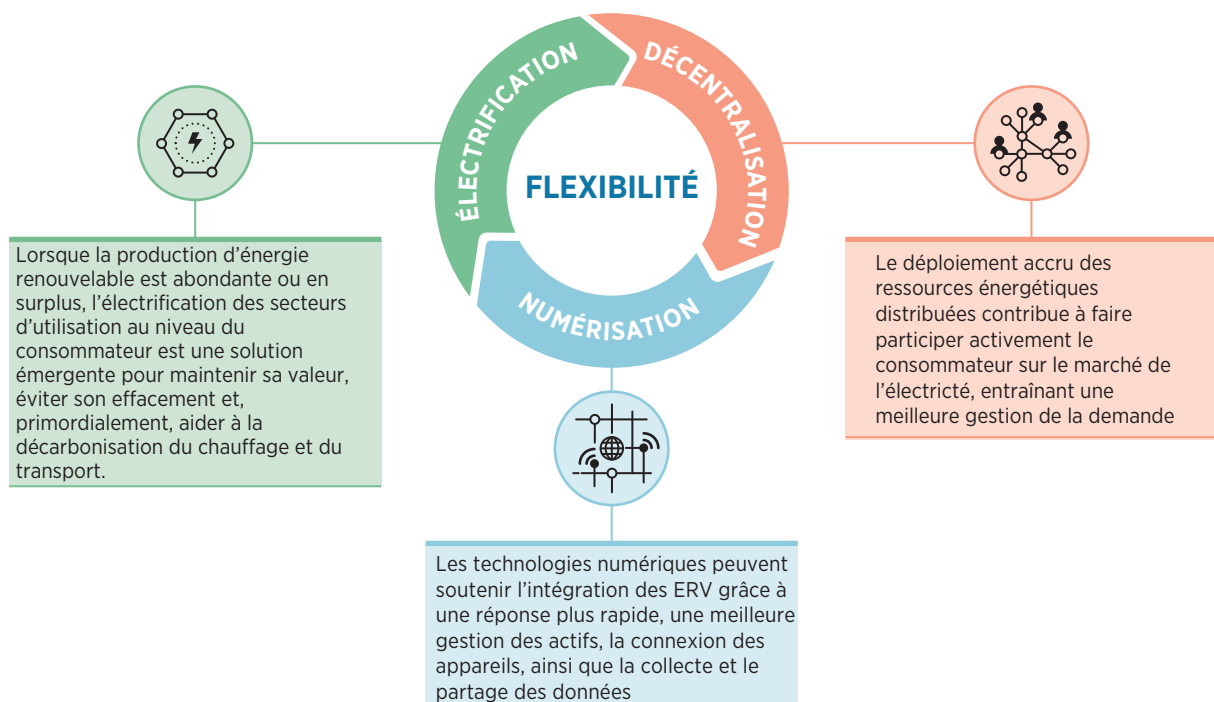 ÉLECTRIFICATION
DÉCENTRALISATION
NUMÉRISATION
FLEXIBILITÉ
Lorsque la production d’énergie
renouvelable est abondante ou en
surplus, l’électrification des secteurs
d’utilisation au niveau du
consommateur est une solution
émergente pour maintenir sa valeur,
éviter son effacement et,
primordialement, aider à la
décarbonisation du chauffage et du
transport.
Le déploiement accru des
ressources énergétiques
distribuées contribue à faire
participer activement le
consommateur sur le marché de
l’électricté, entraînant une
meilleure gestion de la demande
Les technologies numériques peuvent
soutenir l’intégration des ERV grâce à
une réponse plus rapide, une meilleure
gestion des actifs, la connexion des
appareils, ainsi que la collecte et le
partage des données